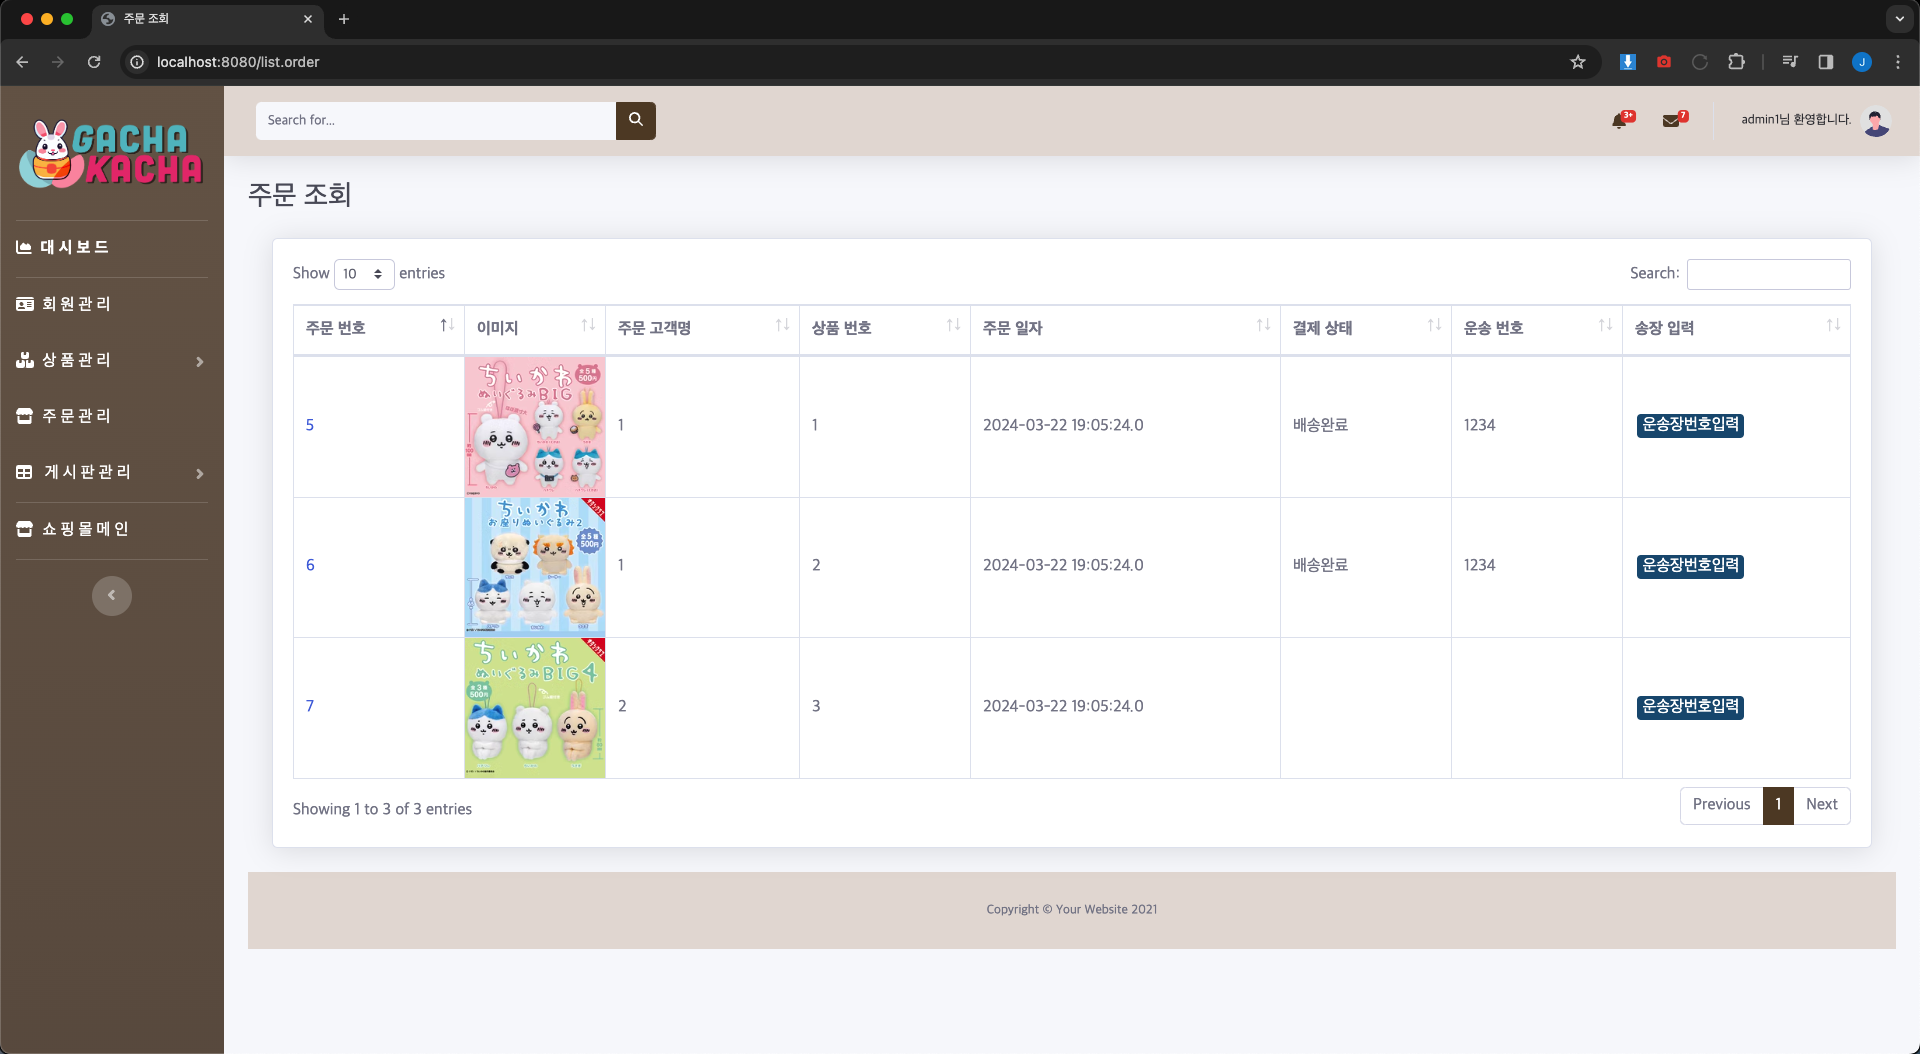 주문 조회
localhost:8080/list.order
J
GACHA
KACHA
Search for...
3+
7
admin1님 환영합니다.
대시보드
회원관리
상품관리
주문관리
게시판관리
쇼핑몰메인
주문 조회
Show 10 entries
Search:
주문 번호 이미지 주문 고객명 상품 번호 주문 일자 결제 상태 운송 번호 송장 입력
ちいかわ
ぬいぐるみBIG
全5種
500円
5 1 1 2024-03-22 19:05:24.0 배송완료 1234 운송장번호입력
ちいかわ
お座りぬいぐるみ2
全5種
500円
6 1 2 2024-03-22 19:05:24.0 배송완료 1234 운송장번호입력
ちいかわ
ぬいぐるみBIG4
全3種
500円
7 2 3 2024-03-22 19:05:24.0 운송장번호입력
Showing 1 to 3 of 3 entries
Previous 1 Next
Copyright © Your Website 2021